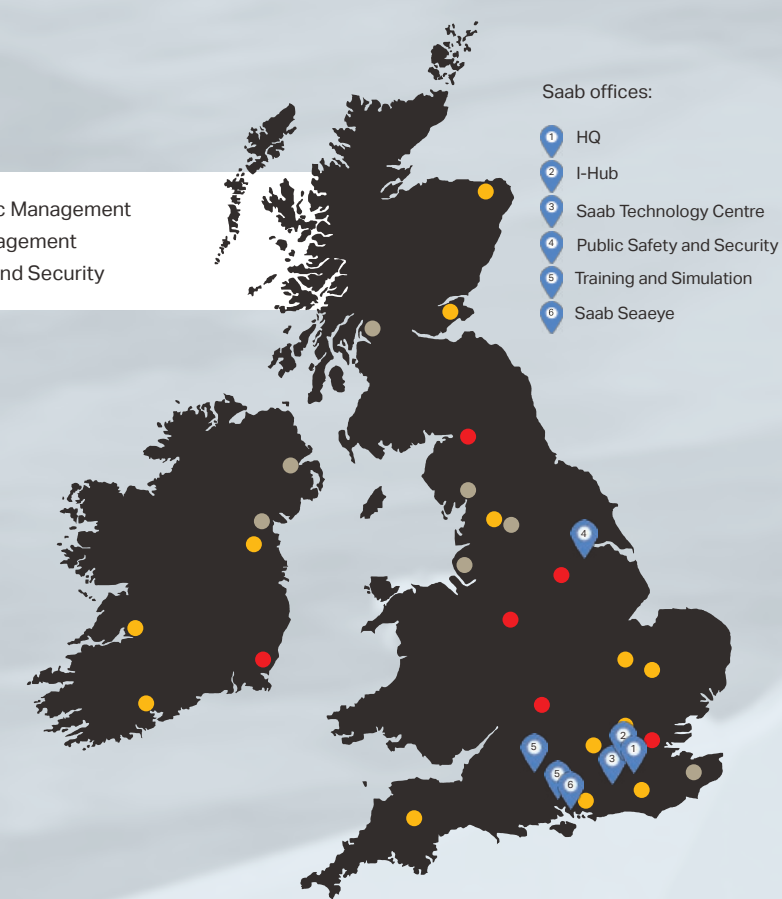 Saab offices:
1 HQ
2 I-Hub
3 Saab Technology Centre
4 Public Safety and Security
5 Training and Simulation
6 Saab Seaeye
c Management
agement
nd Security
4
2
1
5
3
5
6